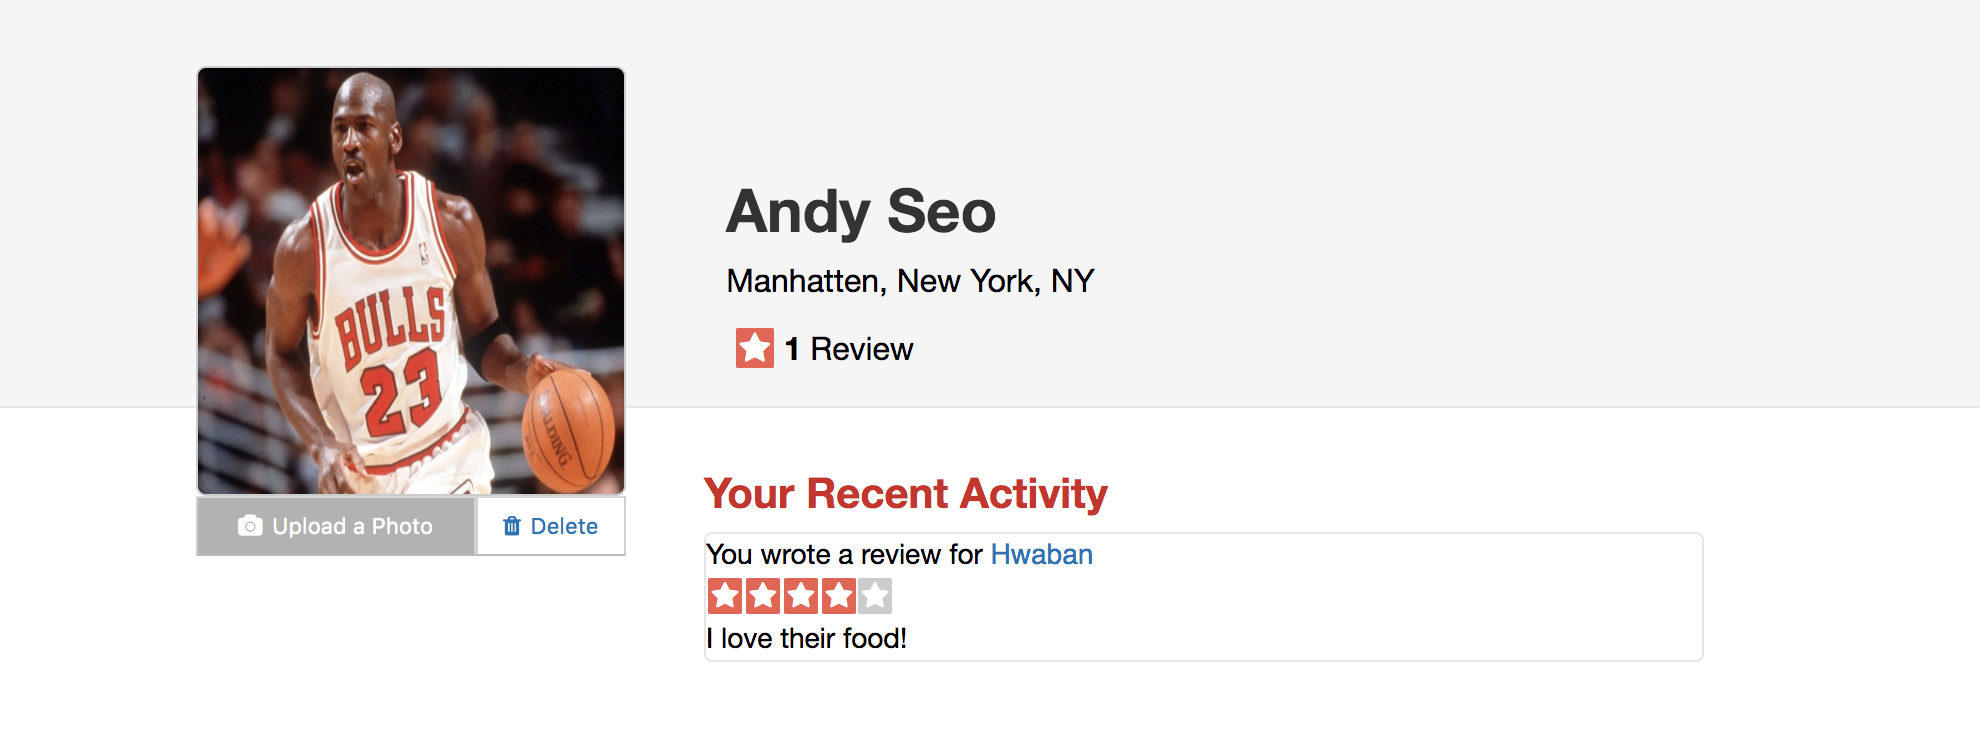 BULLS
23
SPALDING
Andy Seo
Manhatten, New York, NY
1 Review
Upload a Photo
Delete
Your Recent Activity
You wrote a review for Hwaban
I love their food!